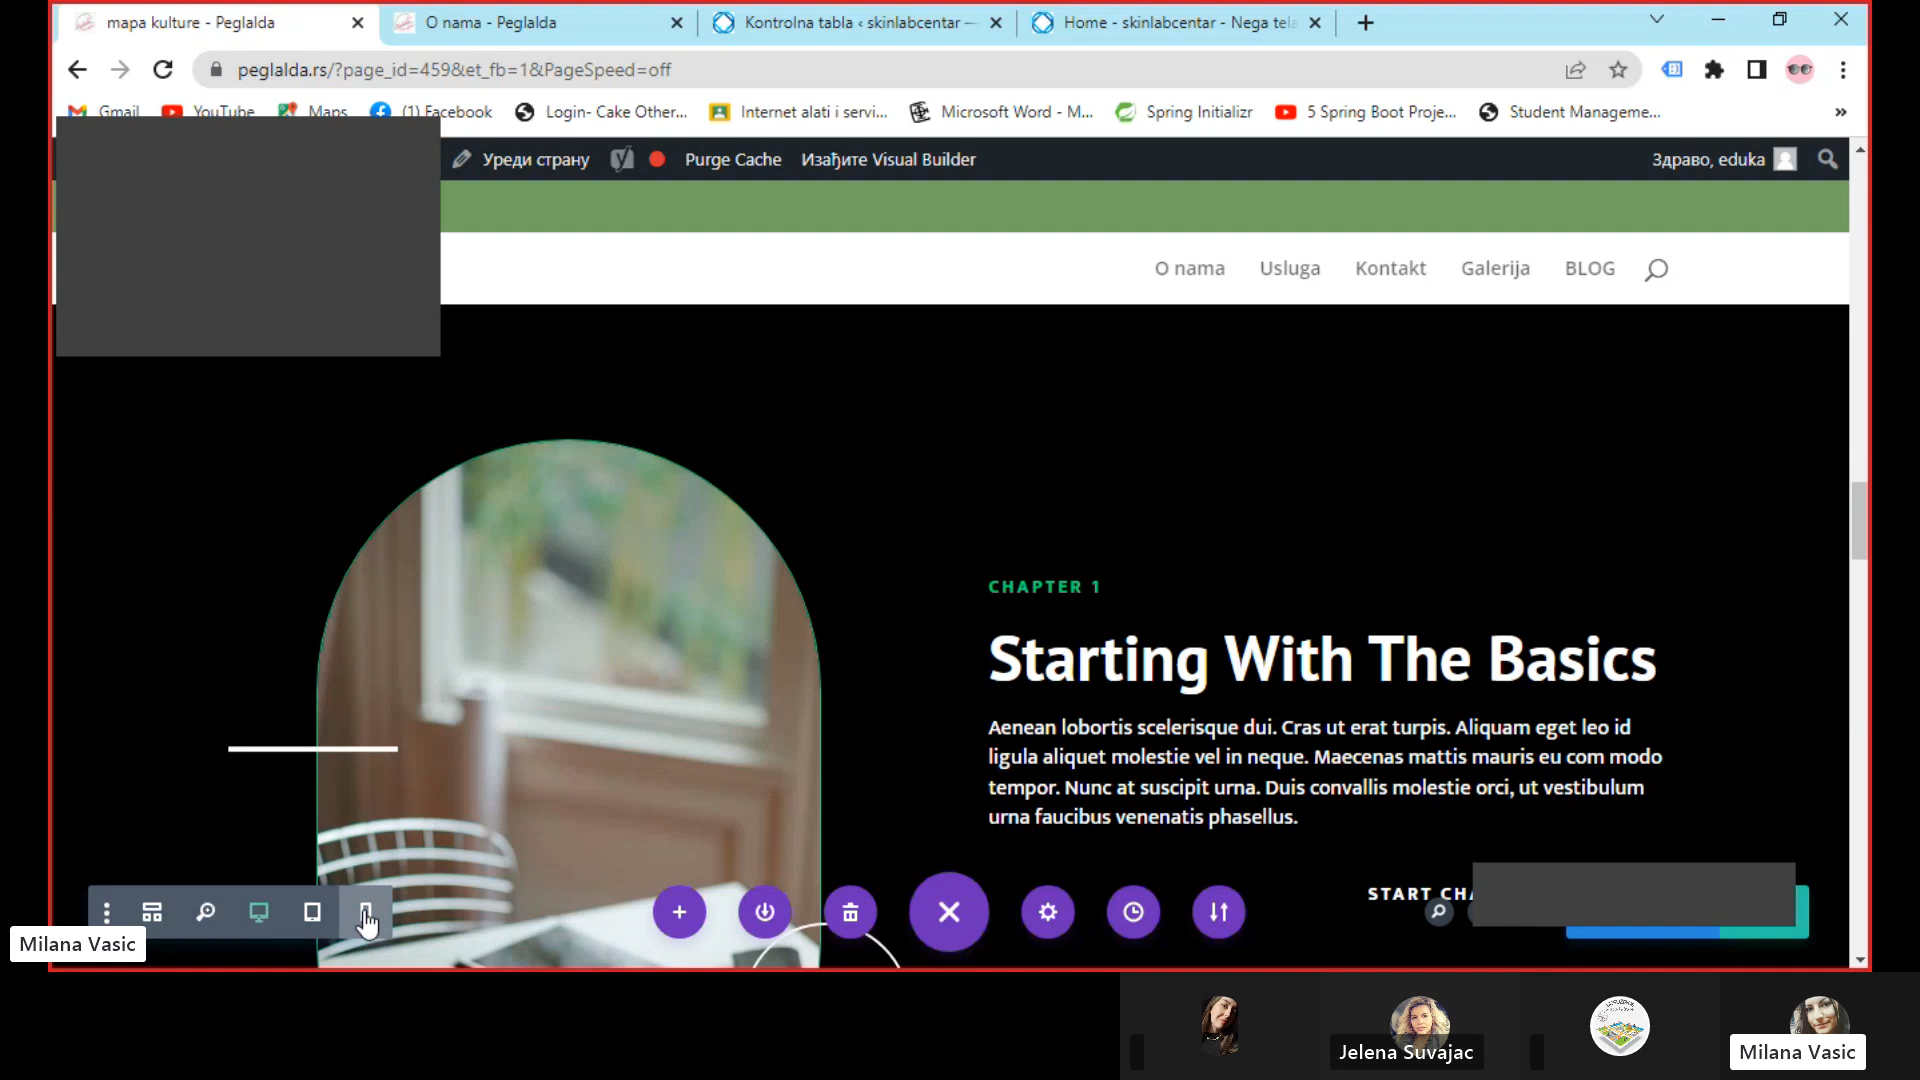 mapa kulture - Peglalda
O nama - Peglalda
Kontrolna tabla ‹ skinlabcentar —
Home - skinlabcentar - Nega tela
peglalda.rs/?page_id=459&et_fb=1&PageSpeed=off
Gmail
YouTube
Maps
(1) Facebook
Login- Cake Other...
Internet alati i servi...
Microsoft Word - M...
Spring Initializr
5 Spring Boot Proje...
Student Manageme...
»
Уреди страну
Purge Cache
Изађите Visual Builder
Здраво, eduka
O nama
Usluga
Kontakt
Galerija
BLOG
CHAPTER 1
Starting With The Basics
Aenean lobortis scelerisque dui. Cras ut erat turpis. Aliquam eget leo id
ligula aliquet molestie vel in neque. Maecenas mattis mauris eu com modo
tempor. Nunc at suscipit urna. Duis convallis molestie orci, ut vestibulum
urna faucibus venenatis phasellus.
START CHA
Milana Vasic
Jelena Suvajac
Milana Vasic